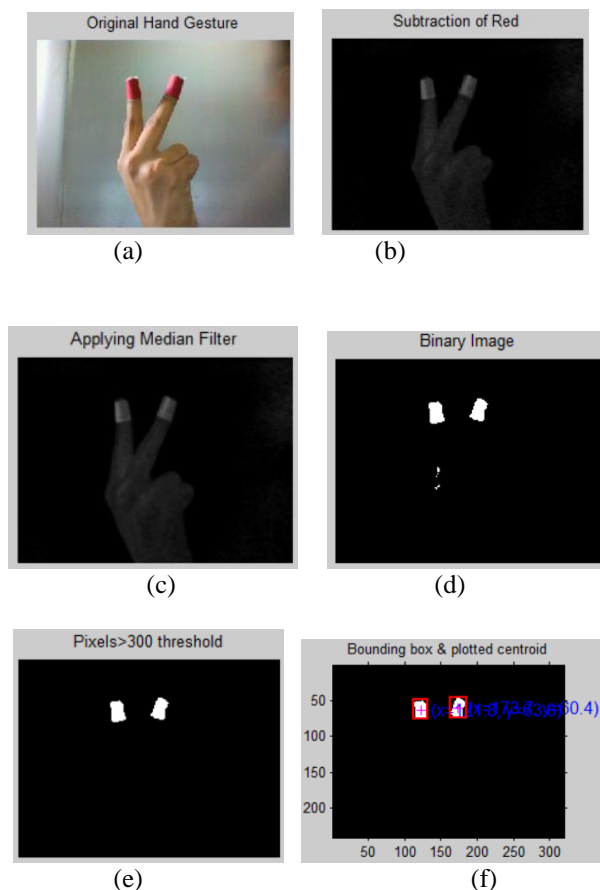 Original Hand Gesture
Subtraction of Red
(a)
(b)
Applying Median Filter
Binary Image
(c)
(d)
Pixels>300 threshold
Bounding box & plotted centroid
50
100
150
200
50 100 150 200 250 300
(e)
(f)